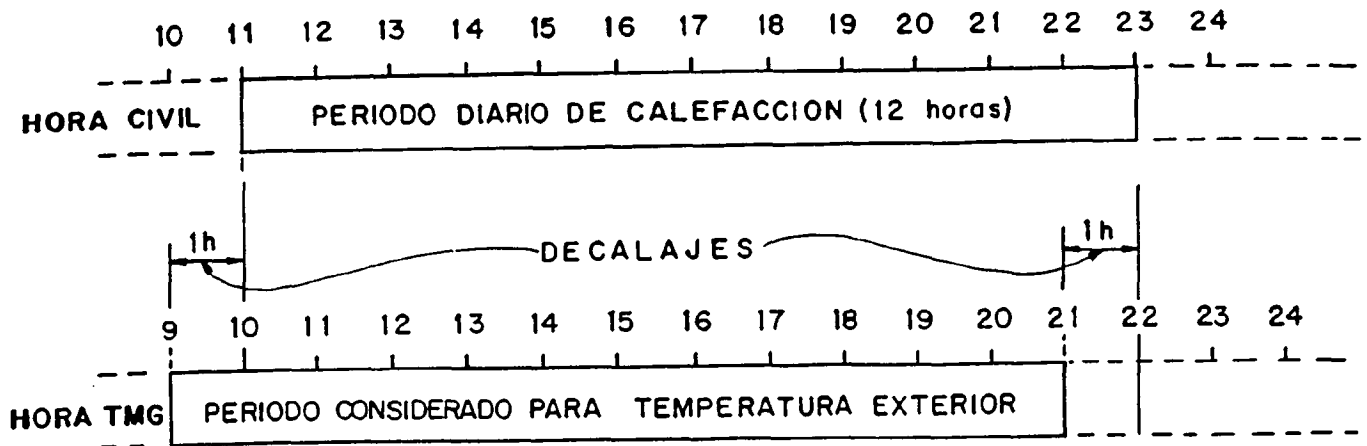 10 11 12 13 14 15 16 17 18 19 20 21 22 23 24
HORA CIVIL PERIODO DIARIO DE CALEFACCION (12 horas)
1h DECALAJES 1h
9 10 11 12 13 14 15 16 17 18 19 20 21 22 23 24
HORA TMG PERIODO CONSIDERADO PARA TEMPERATURA EXTERIOR